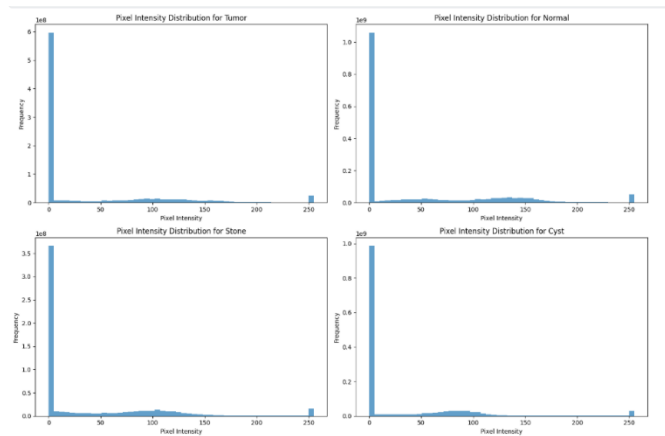 Pixel Intensity Distribution for Tumor
1e8
6
5
4
3
2
1
0
Frequency
0 50 100 150 200 250
Pixel Intensity
Pixel Intensity Distribution for Normal
1e9
1.0
0.8
0.6
0.4
0.2
0.0
Frequency
0 50 100 150 200 250
Pixel Intensity
Pixel Intensity Distribution for Stone
1e8
3.5
3.0
2.5
2.0
1.5
1.0
0.5
0.0
Frequency
0 50 100 150 200 250
Pixel Intensity
Pixel Intensity Distribution for Cyst
1e9
1.0
0.8
0.6
0.4
0.2
0.0
Frequency
0 50 100 150 200 250
Pixel Intensity